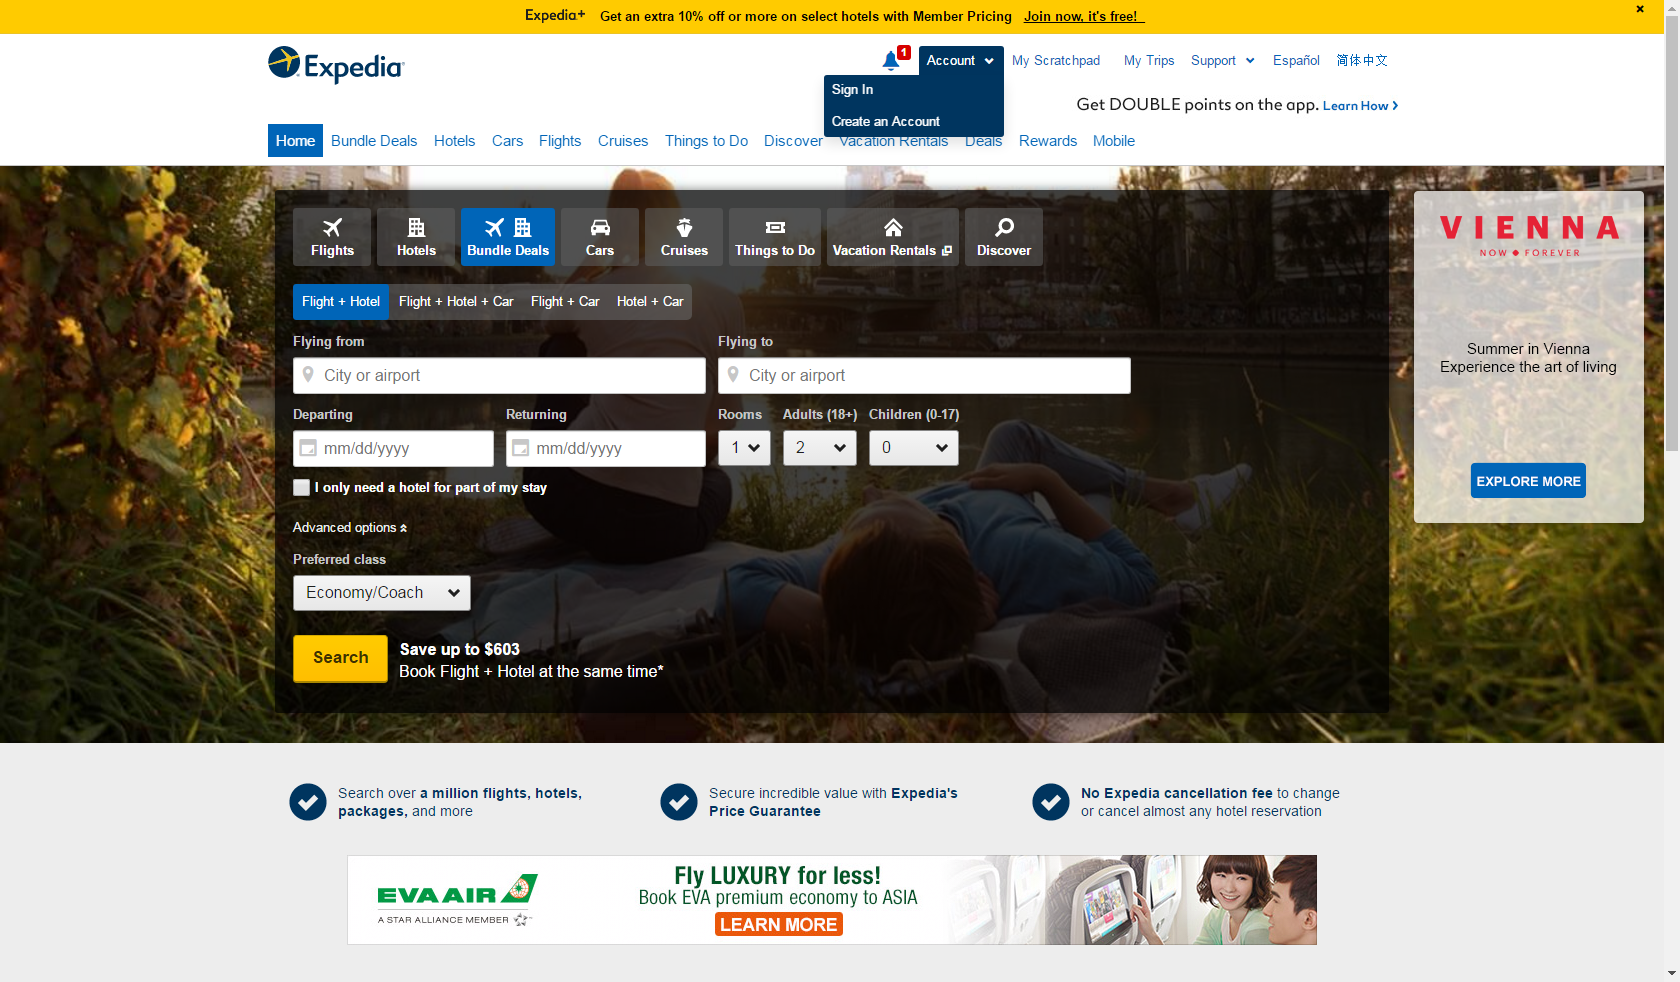 Expedia+ Get an extra 10% off or more on select hotels with Member Pricing Join now, it's free!
Expedia
1
Account
My Scratchpad
My Trips
Support
Español
简体中文
Sign In
Create an Account
Get DOUBLE points on the app. Learn How
Home
Bundle Deals
Hotels
Cars
Flights
Cruises
Things to Do
Discover
Vacation Rentals
Deals
Rewards
Mobile
Flights
Hotels
Bundle Deals
Cars
Cruises
Things to Do
Vacation Rentals
Discover
Flight + Hotel
Flight + Hotel + Car
Flight + Car
Hotel + Car
Flying from
Flying to
City or airport
City or airport
Departing
Returning
Rooms
Adults (18+)
Children (0-17)
mm/dd/yyyy
mm/dd/yyyy
1
2
0
I only need a hotel for part of my stay
Advanced options
Preferred class
Economy/Coach
Search
Save up to $603
Book Flight + Hotel at the same time*
VIENNA
NOW FOREVER
Summer in Vienna
Experience the art of living
EXPLORE MORE
Search over a million flights, hotels,
packages, and more
Secure incredible value with Expedia's
Price Guarantee
No Expedia cancellation fee to change
or cancel almost any hotel reservation
EVA AIR
A STAR ALLIANCE MEMBER
Fly LUXURY for less!
Book EVA premium economy to ASIA
LEARN MORE